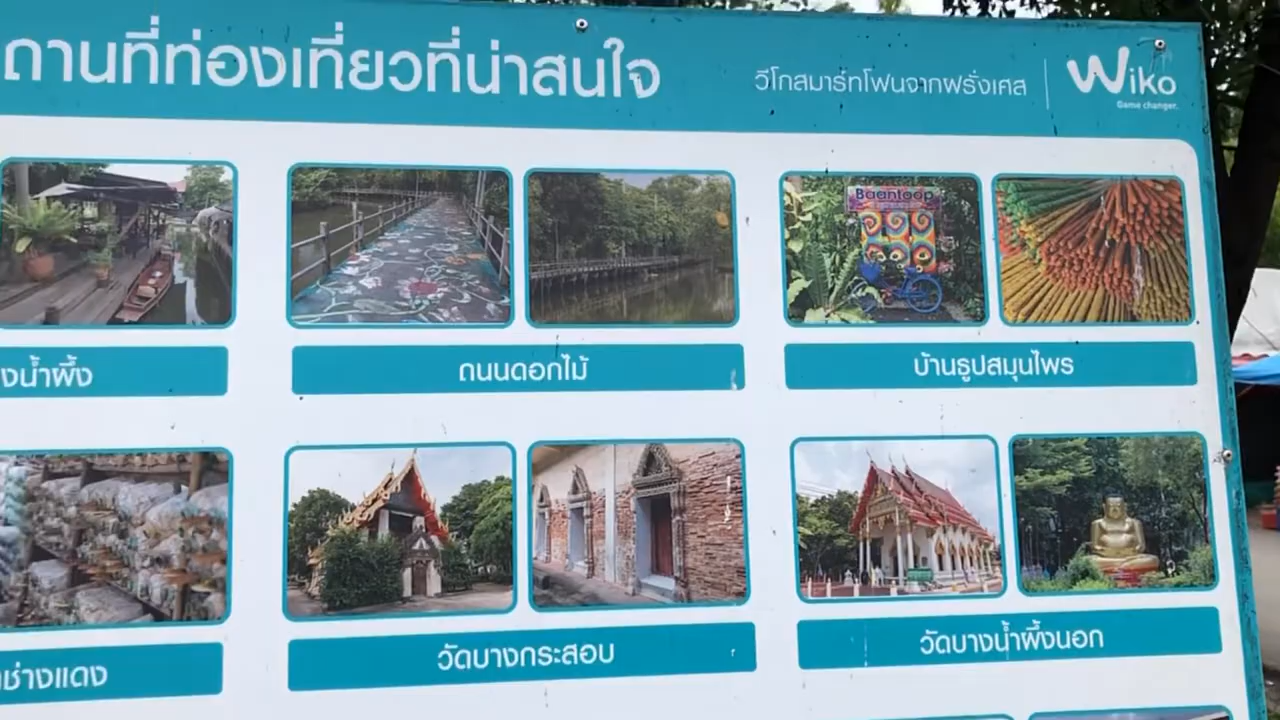 ถานที่ท่องเที่ยวที่น่าสนใจ
วีโกสมาร์ทโฟนจากฝรั่งเศส
Wiko
Game changer.
Baantoop
งน้ำผึ้ง
ถนนดอกไม้
บ้านธูปสมุนไพร
ช่างแดง
วัดบางกระสอบ
วัดบางน้ำผึ้งนอก